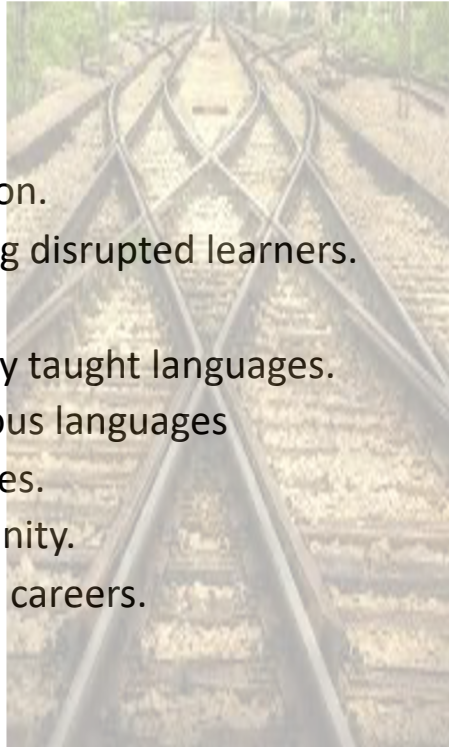 on.
g disrupted learners.
y taught languages.
ous languages
es.
nity.
careers.